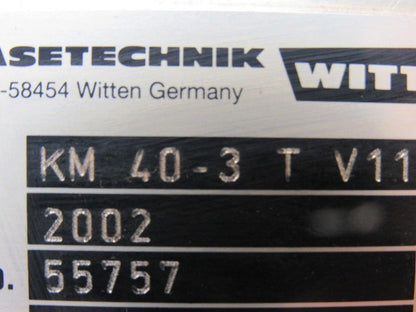 ASETECHNIK WITT
-58454 Witten Germany
KM 40-3 T V11
2002
o. 55757